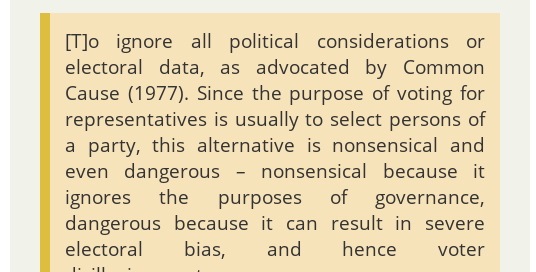 [T]o ignore all political considerations or
electoral data, as advocated by Common
Cause (1977). Since the purpose of voting for
representatives is usually to select persons of
a party, this alternative is nonsensical and
even dangerous – nonsensical because it
ignores the purposes of governance,
dangerous because it can result in severe
electoral bias, and hence voter